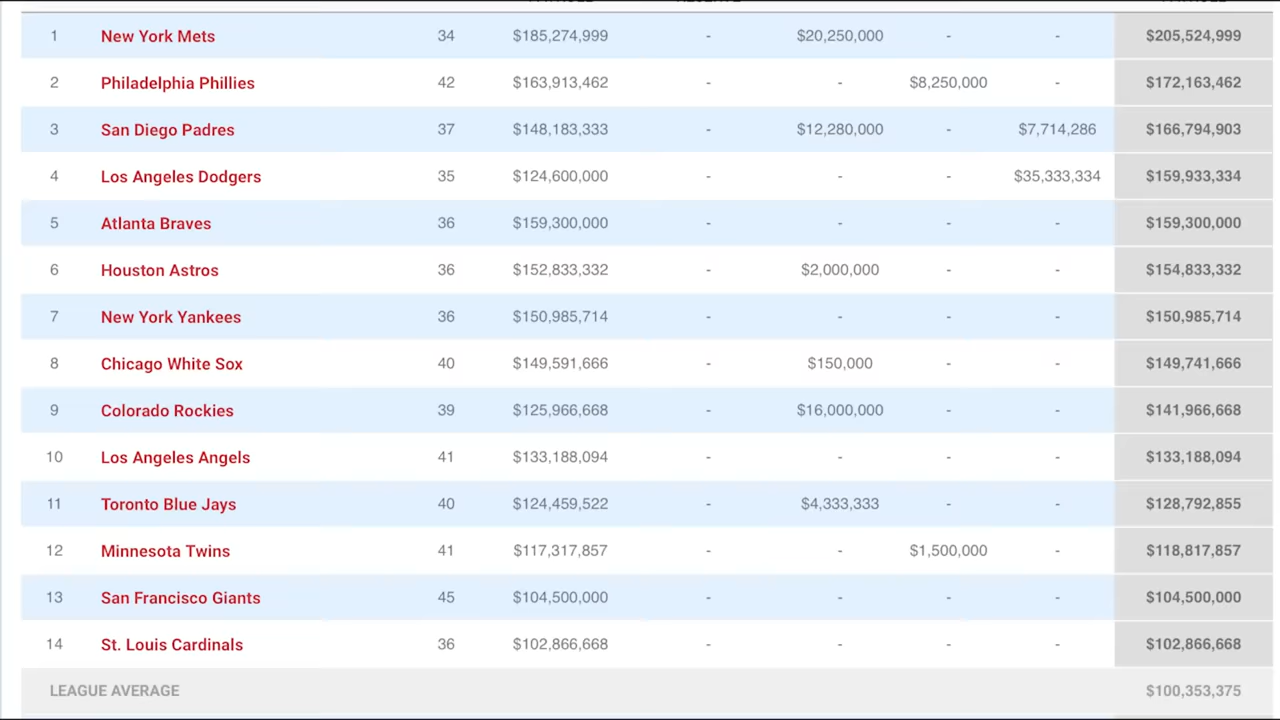 1 New York Mets 34 $185,274,999 - $20,250,000 - - $205,524,999
2 Philadelphia Phillies 42 $163,913,462 - - $8,250,000 - $172,163,462
3 San Diego Padres 37 $148,183,333 - $12,280,000 - $7,714,286 $166,794,903
4 Los Angeles Dodgers 35 $124,600,000 - - - $35,333,334 $159,933,334
5 Atlanta Braves 36 $159,300,000 - - - - $159,300,000
6 Houston Astros 36 $152,833,332 - $2,000,000 - - $154,833,332
7 New York Yankees 36 $150,985,714 - - - - $150,985,714
8 Chicago White Sox 40 $149,591,666 - $150,000 - - $149,741,666
9 Colorado Rockies 39 $125,966,668 - $16,000,000 - - $141,966,668
10 Los Angeles Angels 41 $133,188,094 - - - - $133,188,094
11 Toronto Blue Jays 40 $124,459,522 - $4,333,333 - - $128,792,855
12 Minnesota Twins 41 $117,317,857 - - $1,500,000 - $118,817,857
13 San Francisco Giants 45 $104,500,000 - - - - $104,500,000
14 St. Louis Cardinals 36 $102,866,668 - - - - $102,866,668
LEAGUE AVERAGE $100,353,375